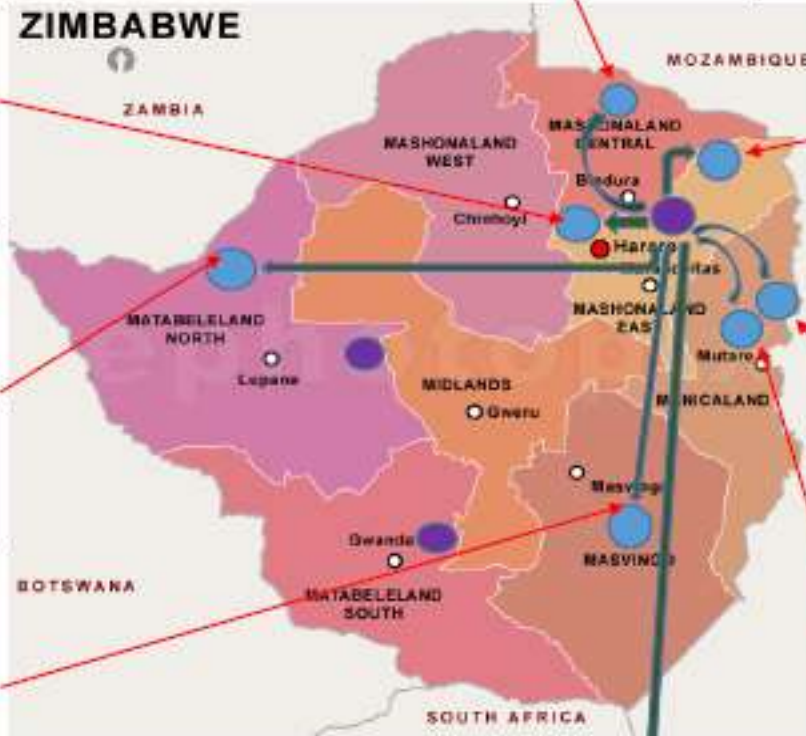 ZIMBABWE
MOZAMBIQUE
ZAMBIA
MASHONALAND
WEST
MASHONALAND
CENTRAL
Bindura
Chinhoyi
Harare
MASHONALAND
EAST
MATABELELAND
NORTH
Mutare
Lupane
MIDLANDS
Gweru
MANICALAND
Masvingo
Gwanda
MASVINGO
BOTSWANA
MATABELELAND
SOUTH
SOUTH AFRICA